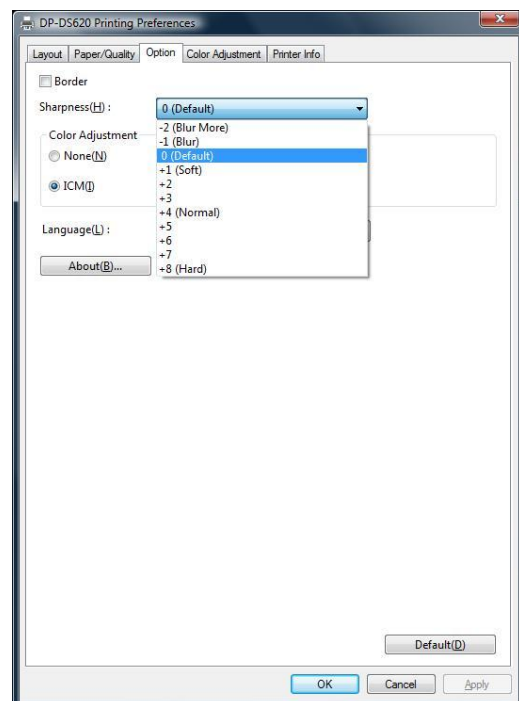 DP-DS620 Printing Preferences
Layout Paper/Quality Option Color Adjustment Printer Info
Border
Sharpness(H) : 0 (Default)
-2 (Blur More)
-1 (Blur)
0 (Default)
+1 (Soft)
+2
+3
+4 (Normal)
+5
+6
+7
+8 (Hard)
Color Adjustment
None(N)
ICM(I)
Language(L) :
About(B)...
Default(D)
OK Cancel Apply